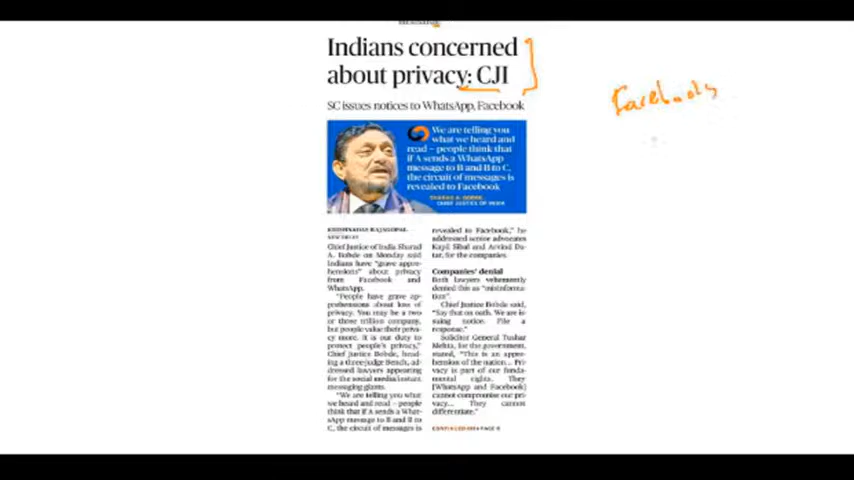 Indians concerned
about privacy: CJI
SC issues notices to WhatsApp, Facebook
We are telling you
what we heard and
read – people think that
if A sends a WhatsApp
message to B and B to C,
the circuit of messages is
revealed to Facebook
SHARAD A. BOBDE,
CHIEF JUSTICE OF INDIA
Facebook
KRISHNADAS RAJAGOPAL
NEW DELHI
Chief Justice of India Sharad
A. Bobde on Monday said
Indians have "grave appre-
hensions" about privacy
from Facebook and
WhatsApp.
"People have grave ap-
prehensions about loss of
privacy. You may be a two
or three trillion company,
but people value their priva-
cy more. It is our duty to
protect people's privacy,"
Chief Justice Bobde, head-
ing a three-judge Bench, ad-
dressed lawyers appearing
for the social media/instant
messaging giants.
"We are telling you what
we heard and read – people
think that if A sends a What-
sApp message to B and B to
C, the circuit of messages is
revealed to Facebook," he
addressed senior advocates
Kapil Sibal and Arvind Da-
tar, for the companies.
Companies' denial
Both lawyers vehemently
denied this as "misinforma-
tion".
Chief Justice Bobde said,
"Say that on oath. We are is-
suing notice. File a
response."
Solicitor General Tushar
Mehta, for the government,
stated, "This is an appre-
hension of the nation... Pri-
vacy is part of our funda-
mental rights. They
[WhatsApp and Facebook]
cannot compromise our pri-
vacy... They cannot
differentiate."
CONTINUED ON PAGE